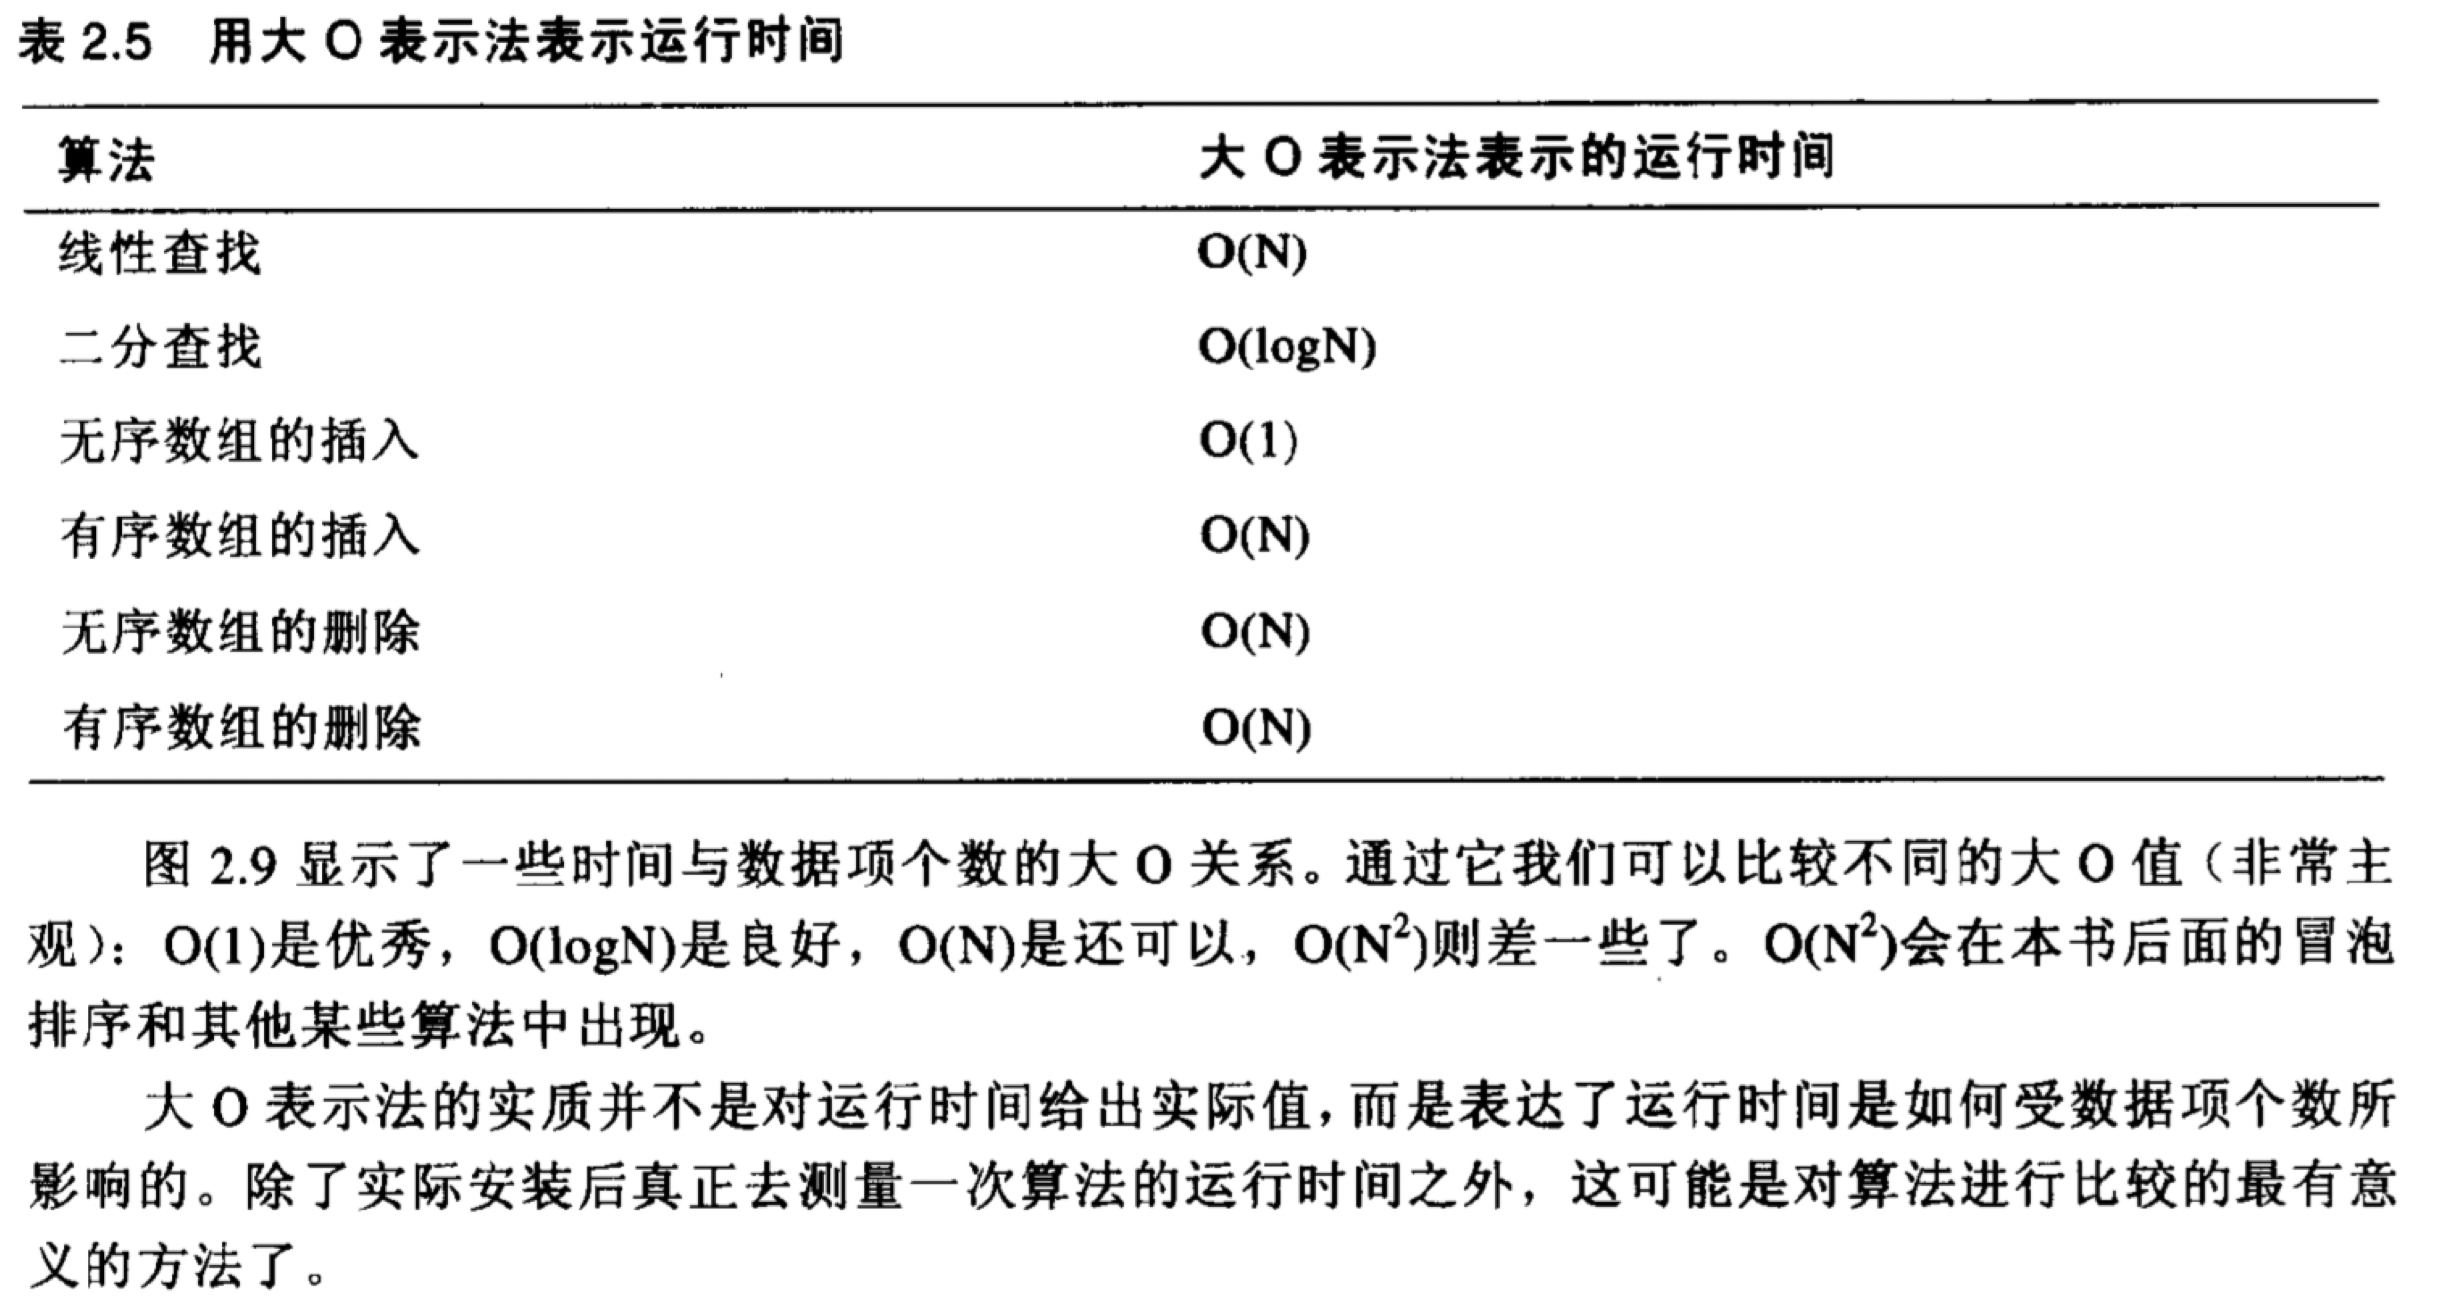 表 2.5 用大 O 表示法表示运行时间
算法 大 O 表示法表示的运行时间
线性查找 O(N)
二分查找 O(logN)
无序数组的插入 O(1)
有序数组的插入 O(N)
无序数组的删除 O(N)
有序数组的删除 O(N)
图 2.9 显示了一些时间与数据项个数的大 O 关系。通过它我们可以比较不同的大 O 值（非常主
观）：O(1)是优秀，O(logN)是良好，O(N)是还可以，O(N²)则差一些了。O(N²)会在本书后面的冒泡
排序和其他某些算法中出现。
大 O 表示法的实质并不是对运行时间给出实际值，而是表达了运行时间是如何受数据项个数所
影响的。除了实际安装后真正去测量一次算法的运行时间之外，这可能是对算法进行比较的最有意
义的方法了。